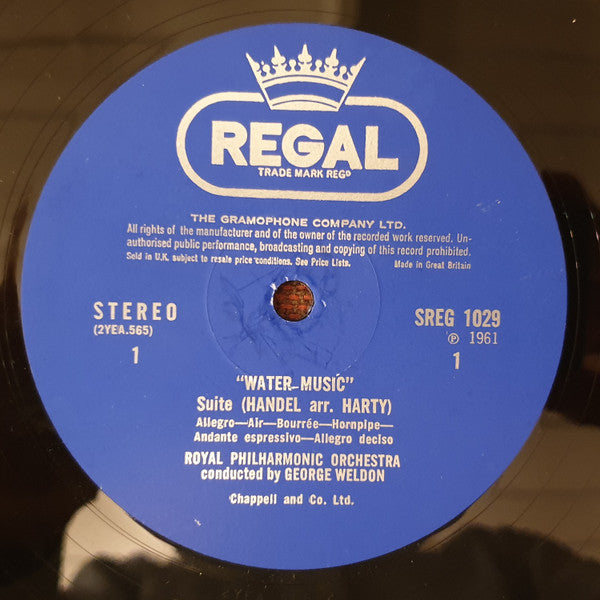 REGAL
TRADE MARK REGD
THE GRAMOPHONE COMPANY LTD.
All rights of the manufacturer and of the owner of the recorded work reserved. Un-
authorised public performance, broadcasting and copying of this record prohibited.
Sold in U.K. subject to resale price conditions. See Price Lists. Made in Great Britain
STEREO SREG 1029
(2YEA.565) Ⓟ 1961
1 1
"WATER MUSIC"
Suite (HANDEL arr. HARTY)
Allegro—Air—Bourrée—Hornpipe—
Andante espressivo—Allegro deciso
ROYAL PHILHARMONIC ORCHESTRA
conducted by GEORGE WELDON
Chappell and Co. Ltd.